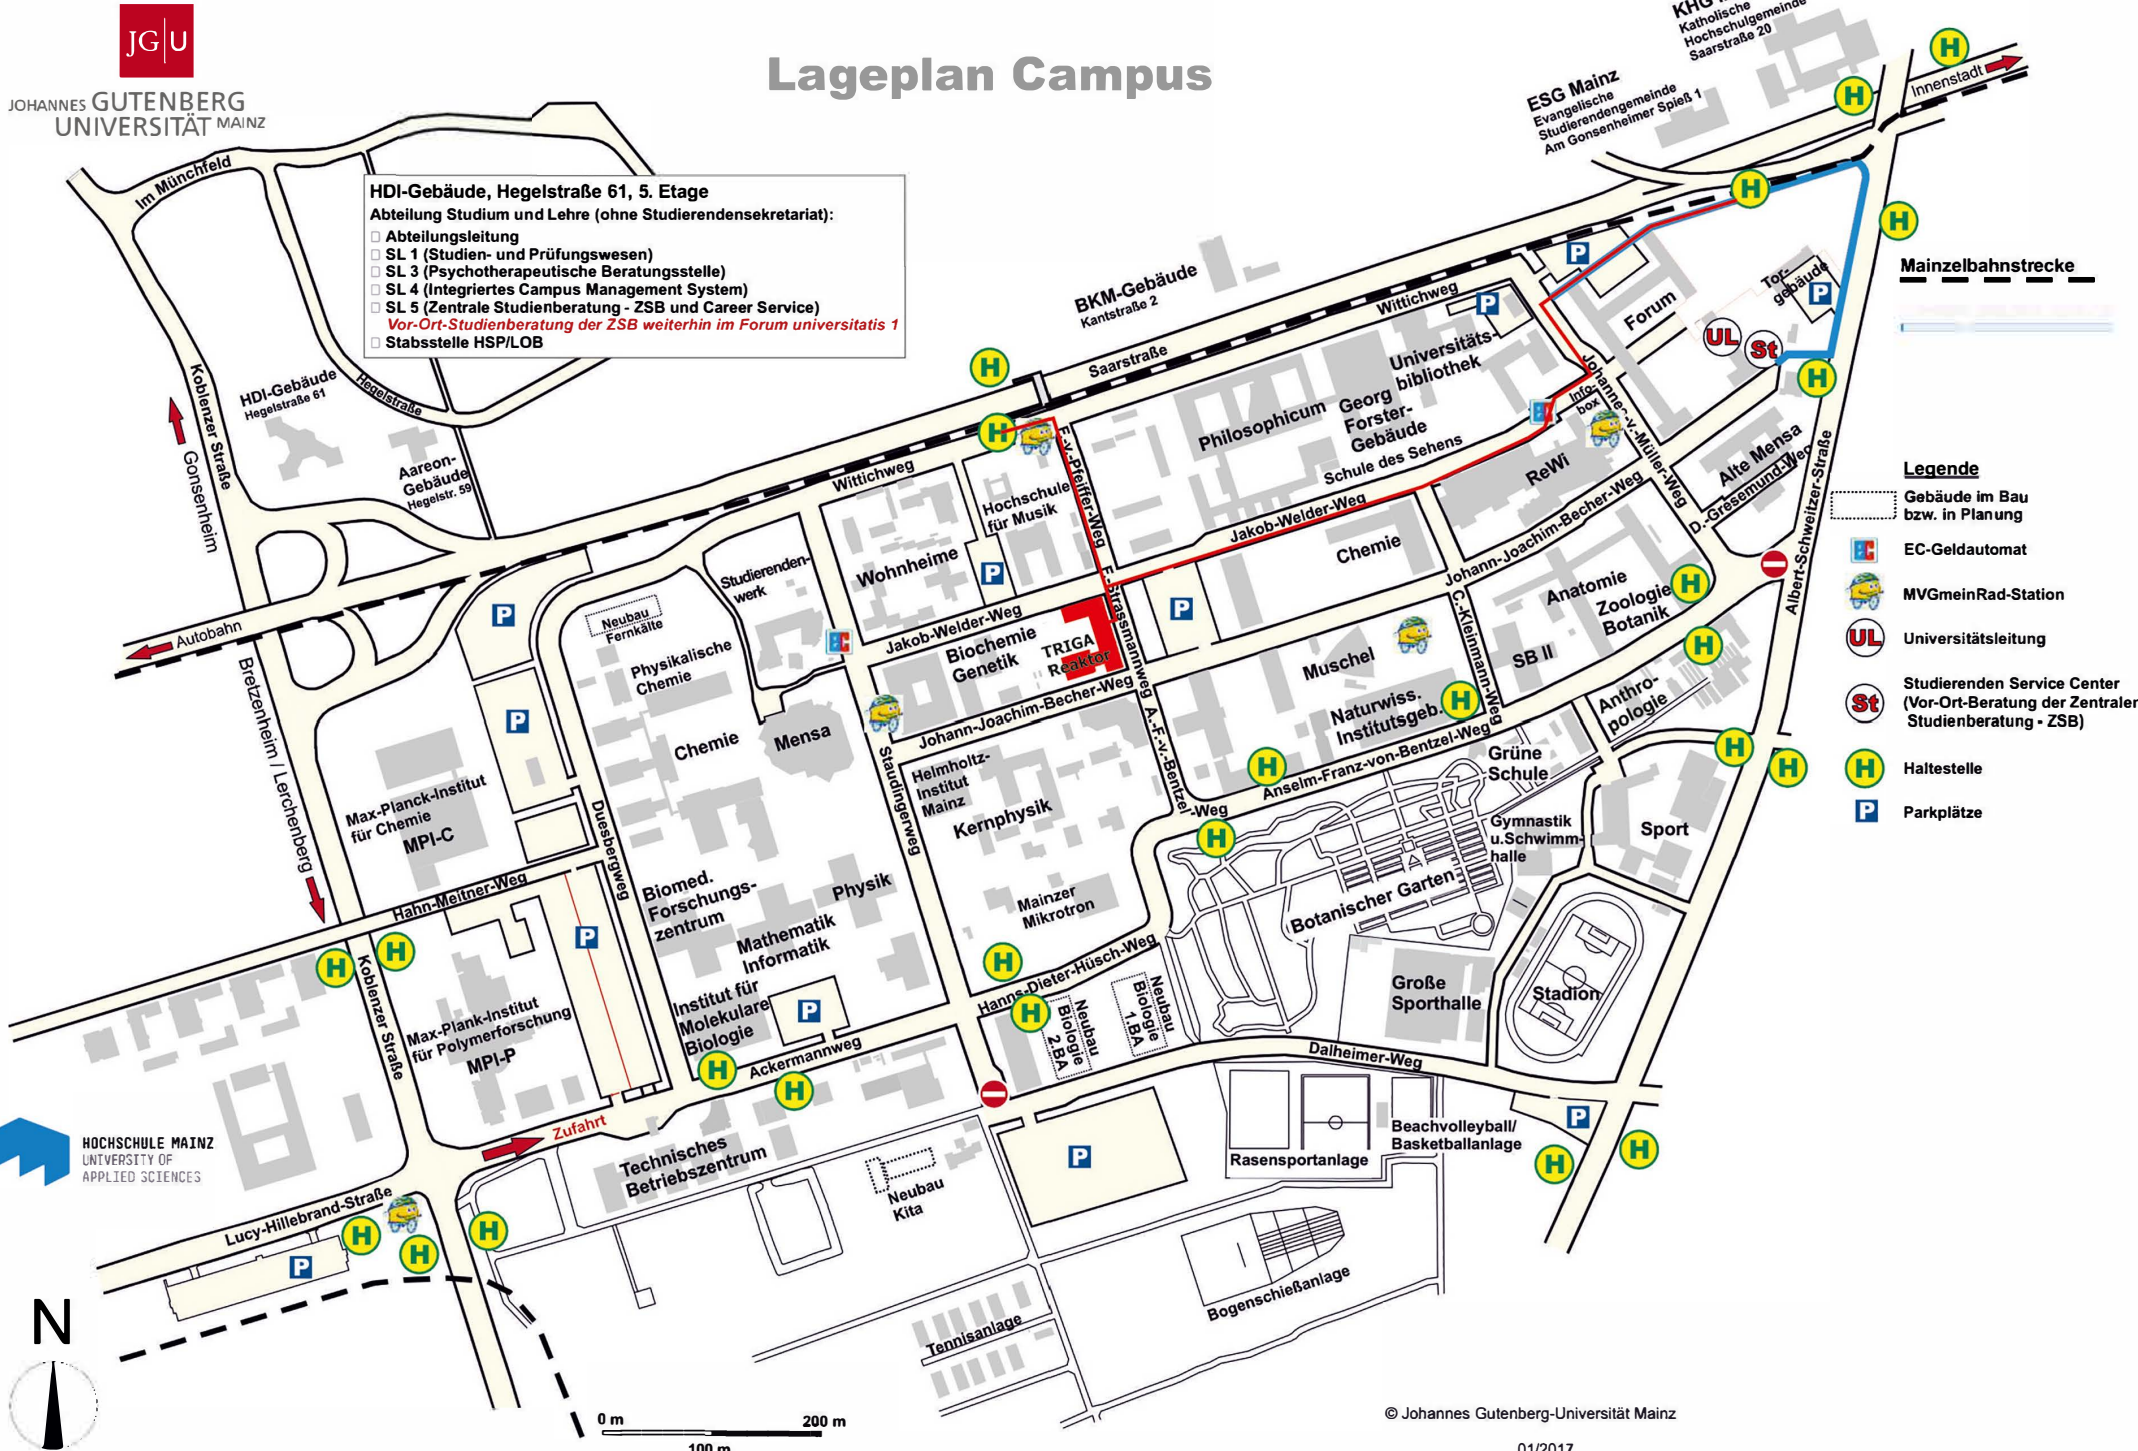 JG|U
JOHANNES GUTENBERG
UNIVERSITÄT MAINZ
Lageplan Campus
Katholische
Hochschulgemeinde
Saarstraße 20
ESG Mainz
Evangelische
Studierendengemeinde
Am Gonsenheimer Spieß 1
H
H
Innenstadt
Im Münchfeld
HDI-Gebäude, Hegelstraße 61, 5. Etage
Abteilung Studium und Lehre (ohne Studierendensekretariat):
Abteilungsleitung
SL 1 (Studien- und Prüfungswesen)
SL 3 (Psychotherapeutische Beratungsstelle)
SL 4 (Integriertes Campus Management System)
SL 5 (Zentrale Studienberatung - ZSB und Career Service)
Vor-Ort-Studienberatung der ZSB weiterhin im Forum universitatis 1
Stabsstelle HSP/LOB
H
H
Mainzelbahnstrecke
BKM-Gebäude
Kantstraße 2
Wittichweg
P
P
Forum
Tor-
gebäude
P
UL
St
H
Koblenzer Straße
Gonsenheim
HDI-Gebäude
Hegelstraße 61
Hegelstraße
Aareon-
Gebäude
Hegelstr. 59
H
H
Saarstraße
Wittichweg
Universitäts-
bibliothek
Georg
Forster-
Gebäude
Philosophicum
Schule des Sehens
EC
Info-
box
Johannes-v.-Müller-Weg
ReWi
Alte Mensa
D.-Gresemund-Weg
Albert-Schweitzer-Straße
Legende
Gebäude im Bau
bzw. in Planung
EC-Geldautomat
MVGmeinRad-Station
UL
Universitätsleitung
St
Studierenden Service Center
(Vor-Ort-Beratung der Zentralen
Studienberatung - ZSB)
H
Haltestelle
P
Parkplätze
F.-v.-Pfeiffer-Weg
Hochschule
für Musik
P
Wohnheime
Studierenden-
werk
Jakob-Welder-Weg
Chemie
Johann-Joachim-Becher-Weg
Anatomie
Zoologie
Botanik
H
H
SB II
C.-Kleinmann-Weg
Anthro-
pologie
Autobahn
Bretzenheim / Lerchenberg
P
P
Neubau
Fernkälte
Physikalische
Chemie
EC
Jakob-Welder-Weg
Biochemie
Genetik
TRIGA
Reaktor
F.-Strassmannweg
P
Muschel
Naturwiss.
Institutsgeb.
H
Johann-Joachim-Becher-Weg
A.-F.-v.-Bentzel
-Weg
H
H
Anselm-Franz-von-Bentzel-Weg
Grüne
Schule
H
H
Chemie
Mensa
Staudingerweg
Helmholtz-
Institut
Mainz
Kernphysik
Max-Planck-Institut
für Chemie
MPI-C
Duesbergweg
Gymnastik
u.Schwimm-
halle
Sport
Botanischer Garten
Hahn-Meitner-Weg
P
H
H
Koblenzer Straße
Biomed.
Forschungs-
zentrum
Physik
Mathematik
Informatik
Mainzer
Mikrotron
H
Hanns-Dieter-Hüsch-Weg
H
Neubau
Biologie
1.BA
Neubau
Biologie
2.BA
Große
Sporthalle
Stadion
Max-Plank-Institut
für Polymerforschung
MPI-P
Institut für
Molekulare
Biologie
P
H
Ackermannweg
H
Dalheimer-Weg
Zufahrt
HOCHSCHULE MAINZ
UNIVERSITY OF
APPLIED SCIENCES
Technisches
Betriebszentrum
Neubau
Kita
P
Rasensportanlage
Beachvolleyball/
Basketballanlage
P
H
H
Lucy-Hillebrand-Straße
H
H
H
P
Bogenschießanlage
Tennisanlage
N
0 m
200 m
100 m
© Johannes Gutenberg-Universität Mainz
01/2017